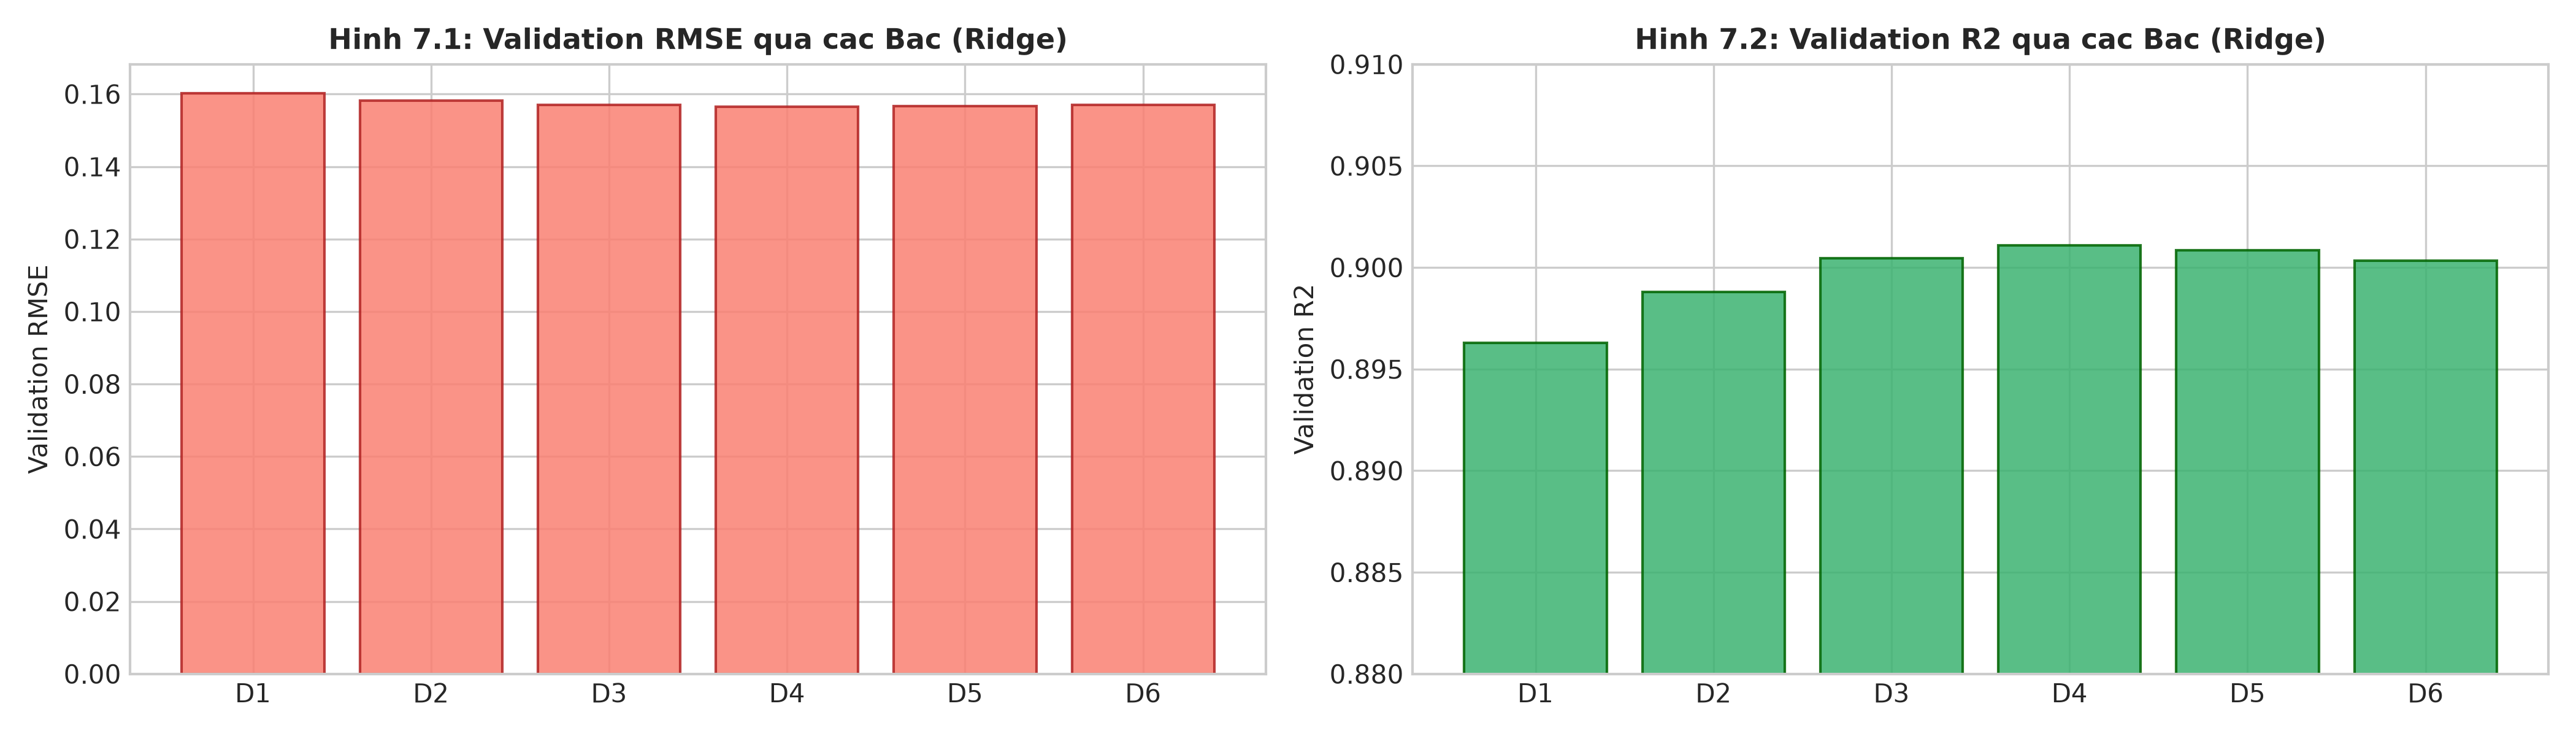 Hinh 7.1: Validation RMSE qua cac Bac (Ridge)
Validation RMSE
0.16
0.14
0.12
0.10
0.08
0.06
0.04
0.02
0.00
D1 D2 D3 D4 D5 D6
Hinh 7.2: Validation R2 qua cac Bac (Ridge)
Validation R2
0.910
0.905
0.900
0.895
0.890
0.885
0.880
D1 D2 D3 D4 D5 D6